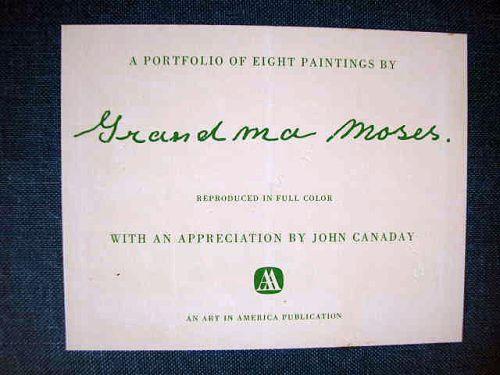 A PORTFOLIO OF EIGHT PAINTINGS BY
Grandma Moses.
REPRODUCED IN FULL COLOR
WITH AN APPRECIATION BY JOHN CANADAY
AN ART IN AMERICA PUBLICATION